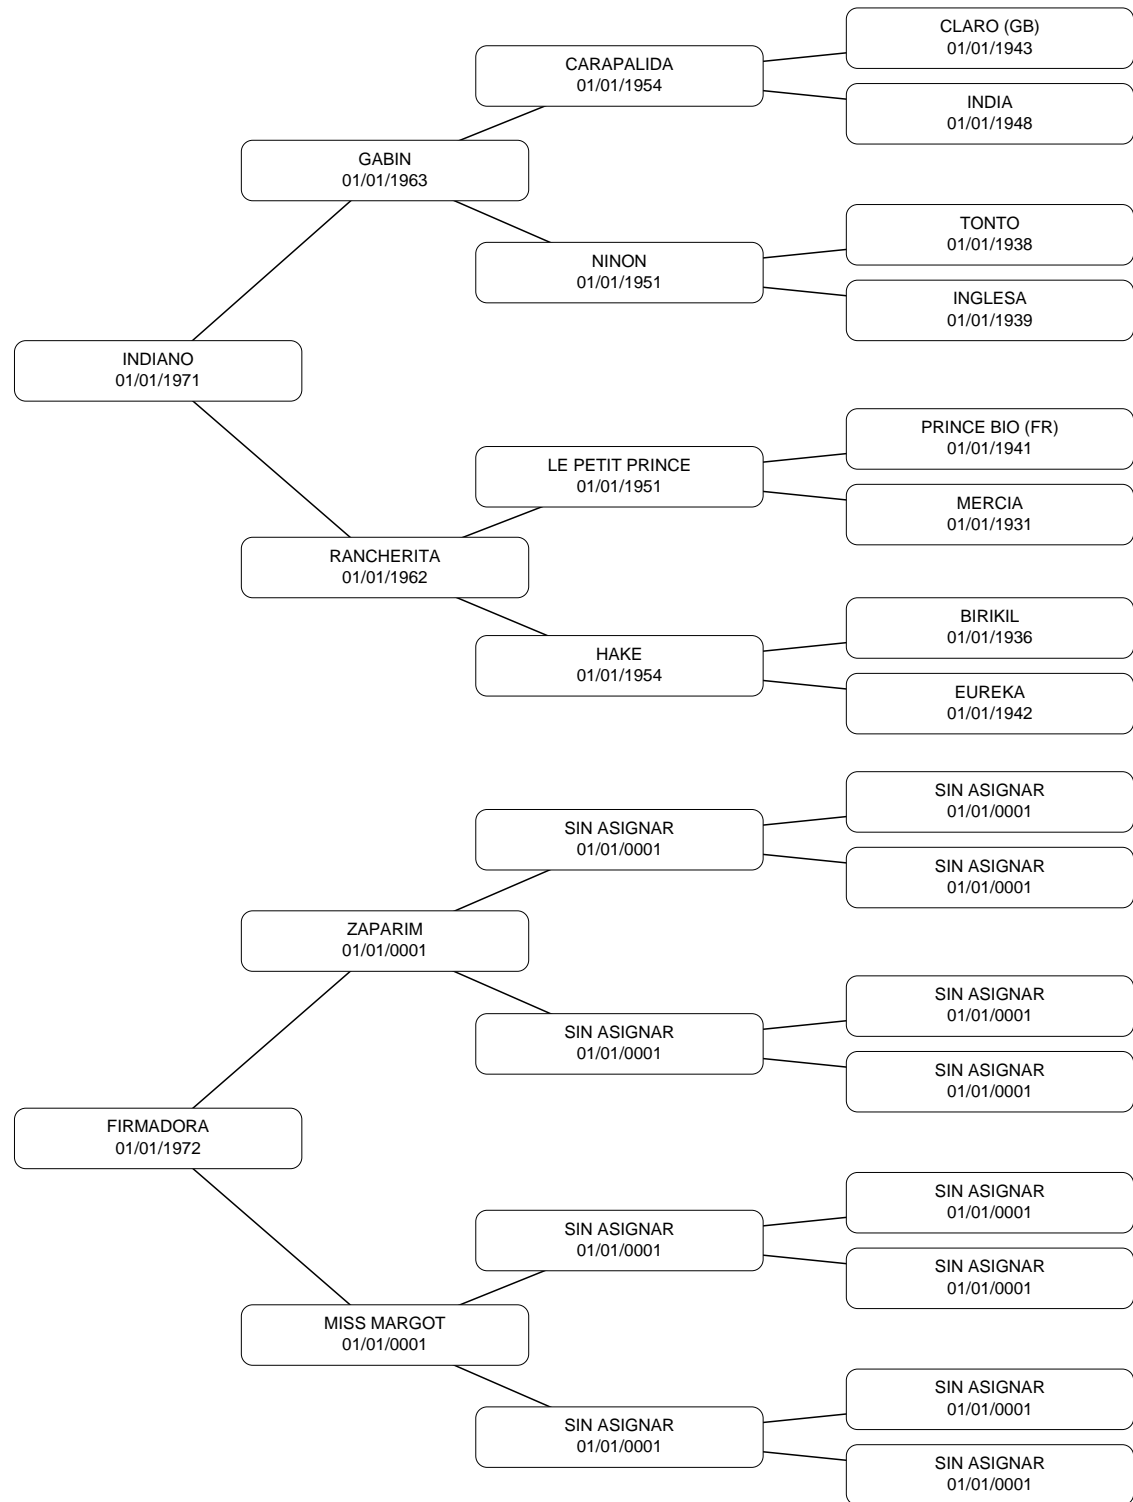 CLARO (GB)
01/01/1943
CARAPALIDA
01/01/1954
INDIA
01/01/1948
GABIN
01/01/1963
TONTO
01/01/1938
NINON
01/01/1951
INGLESA
01/01/1939
INDIANO
01/01/1971
PRINCE BIO (FR)
01/01/1941
LE PETIT PRINCE
01/01/1951
MERCIA
01/01/1931
RANCHERITA
01/01/1962
BIRIKIL
01/01/1936
HAKE
01/01/1954
EUREKA
01/01/1942
SIN ASIGNAR
01/01/0001
SIN ASIGNAR
01/01/0001
SIN ASIGNAR
01/01/0001
ZAPARIM
01/01/0001
SIN ASIGNAR
01/01/0001
SIN ASIGNAR
01/01/0001
SIN ASIGNAR
01/01/0001
FIRMADORA
01/01/1972
SIN ASIGNAR
01/01/0001
SIN ASIGNAR
01/01/0001
SIN ASIGNAR
01/01/0001
MISS MARGOT
01/01/0001
SIN ASIGNAR
01/01/0001
SIN ASIGNAR
01/01/0001
SIN ASIGNAR
01/01/0001